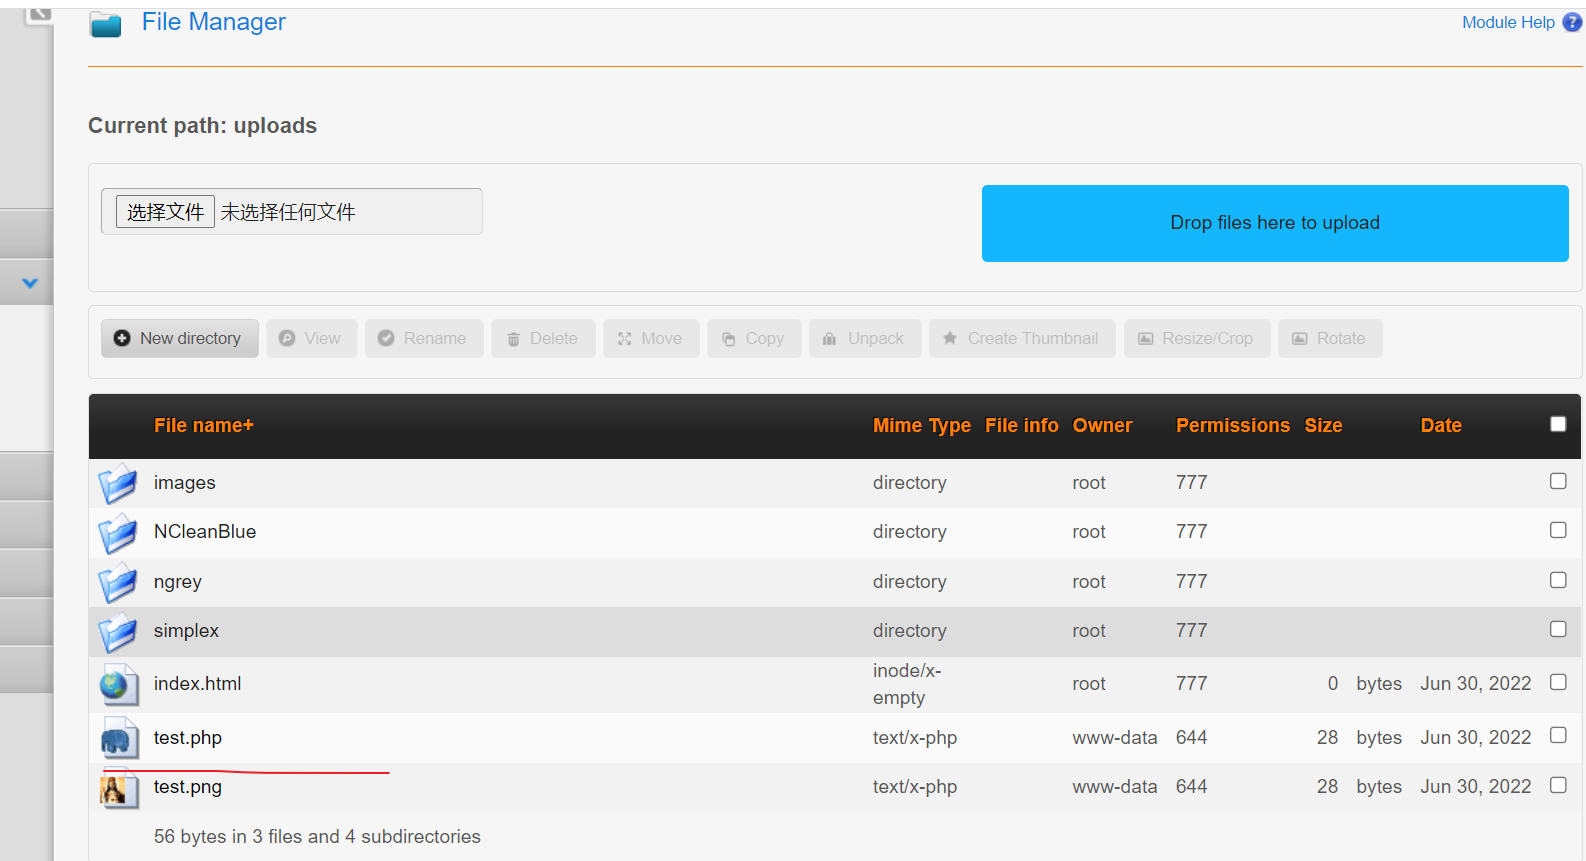 File Manager
Module Help
Current path: uploads
选择文件 未选择任何文件
Drop files here to upload
New directory View Rename Delete Move Copy Unpack Create Thumbnail Resize/Crop Rotate
File name+ Mime Type File info Owner Permissions Size Date
images directory root 777
NCleanBlue directory root 777
ngrey directory root 777
simplex directory root 777
index.html inode/x-empty root 777 0 bytes Jun 30, 2022
test.php text/x-php www-data 644 28 bytes Jun 30, 2022
test.png text/x-php www-data 644 28 bytes Jun 30, 2022
56 bytes in 3 files and 4 subdirectories